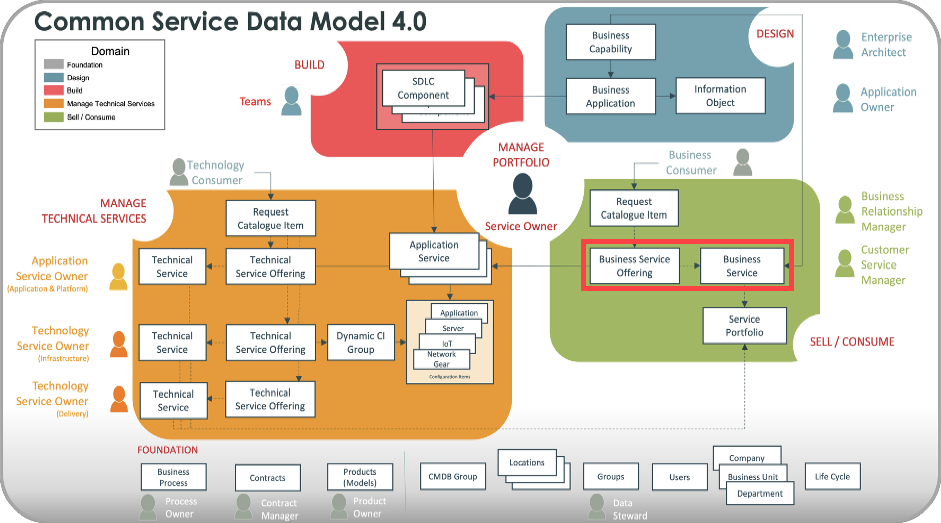 Common Service Data Model 4.0
Domain
Foundation
Design
Build
Manage Technical Services
Sell / Consume
BUILD
Teams
SDLC
Component
DESIGN
Business
Capability
Business
Application
Information
Object
Enterprise
Architect
Application
Owner
MANAGE
PORTFOLIO
Service Owner
Technology
Consumer
Business
Consumer
MANAGE
TECHNICAL SERVICES
Request
Catalogue Item
Application
Service Owner
(Application & Platform)
Technical
Service
Technical
Service Offering
Application
Service
Technology
Service Owner
(Infrastructure)
Technical
Service
Technical
Service Offering
Dynamic CI
Group
Application
Server
IoT
Network
Gear
Configuration Items
Technology
Service Owner
(Delivery)
Technical
Service
Technical
Service Offering
Request
Catalogue Item
Business Service
Offering
Business
Service
Service
Portfolio
Business
Relationship
Manager
Customer
Service
Manager
SELL / CONSUME
FOUNDATION
Business
Process
Contracts
Products
(Models)
Process
Owner
Contract
Manager
Product
Owner
CMDB Group
Locations
Groups
Data
Steward
Users
Company
Business Unit
Department
Life Cycle